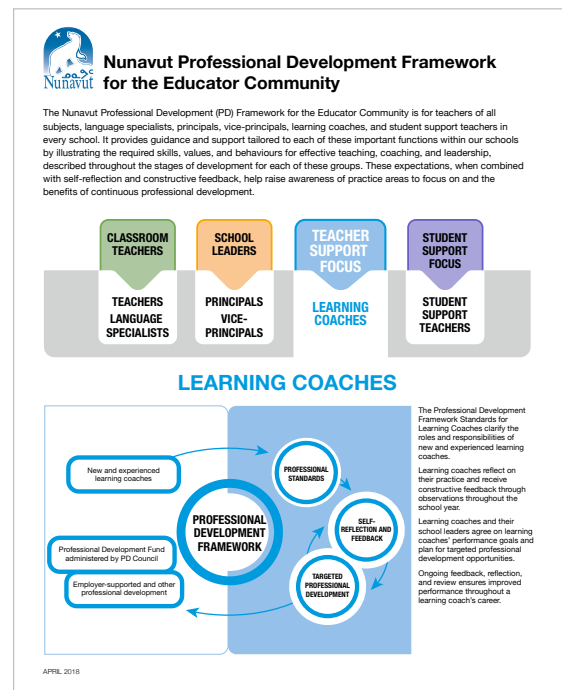 Nunavut
Nunavut Professional Development Framework
for the Educator Community
The Nunavut Professional Development (PD) Framework for the Educator Community is for teachers of all
subjects, language specialists, principals, vice-principals, learning coaches, and student support teachers in
every school. It provides guidance and support tailored to each of these important functions within our schools
by illustrating the required skills, values, and behaviours for effective teaching, coaching, and leadership,
described throughout the stages of development for each of these groups. These expectations, when combined
with self-reflection and constructive feedback, help raise awareness of practice areas to focus on and the
benefits of continuous professional development.
CLASSROOM
TEACHERS
TEACHERS
LANGUAGE
SPECIALISTS
SCHOOL
LEADERS
PRINCIPALS
VICE-
PRINCIPALS
TEACHER
SUPPORT
FOCUS
LEARNING
COACHES
STUDENT
SUPPORT
FOCUS
STUDENT
SUPPORT
TEACHERS
LEARNING COACHES
New and experienced
learning coaches
Professional Development Fund
administered by PD Council
Employer-supported and other
professional development
PROFESSIONAL
DEVELOPMENT
FRAMEWORK
PROFESSIONAL
STANDARDS
SELF-
REFLECTION AND
FEEDBACK
TARGETED
PROFESSIONAL
DEVELOPMENT
The Professional Development
Framework Standards for
Learning Coaches clarify the
roles and responsibilities of
new and experienced learning
coaches.
Learning coaches reflect on
their practice and receive
constructive feedback through
observations throughout the
school year.
Learning coaches and their
school leaders agree on learning
coaches' performance goals and
plan for targeted professional
development opportunities.
Ongoing feedback, reflection,
and review ensures improved
performance throughout a
learning coach's career.
APRIL 2018